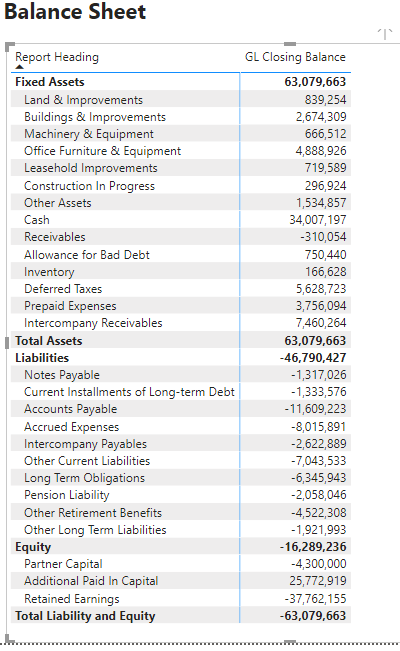 Balance Sheet
Report Heading GL Closing Balance
Fixed Assets 63,079,663
Land & Improvements 839,254
Buildings & Improvements 2,674,309
Machinery & Equipment 666,512
Office Furniture & Equipment 4,888,926
Leasehold Improvements 719,589
Construction In Progress 296,924
Other Assets 1,534,857
Cash 34,007,197
Receivables -310,054
Allowance for Bad Debt 750,440
Inventory 166,628
Deferred Taxes 5,628,723
Prepaid Expenses 3,756,094
Intercompany Receivables 7,460,264
Total Assets 63,079,663
Liabilities -46,790,427
Notes Payable -1,317,026
Current Installments of Long-term Debt -1,333,576
Accounts Payable -11,609,223
Accrued Expenses -8,015,891
Intercompany Payables -2,622,889
Other Current Liabilities -7,043,533
Long Term Obligations -6,345,943
Pension Liability -2,058,046
Other Retirement Benefits -4,522,308
Other Long Term Liabilities -1,921,993
Equity -16,289,236
Partner Capital -4,300,000
Additional Paid In Capital 25,772,919
Retained Earnings -37,762,155
Total Liability and Equity -63,079,663